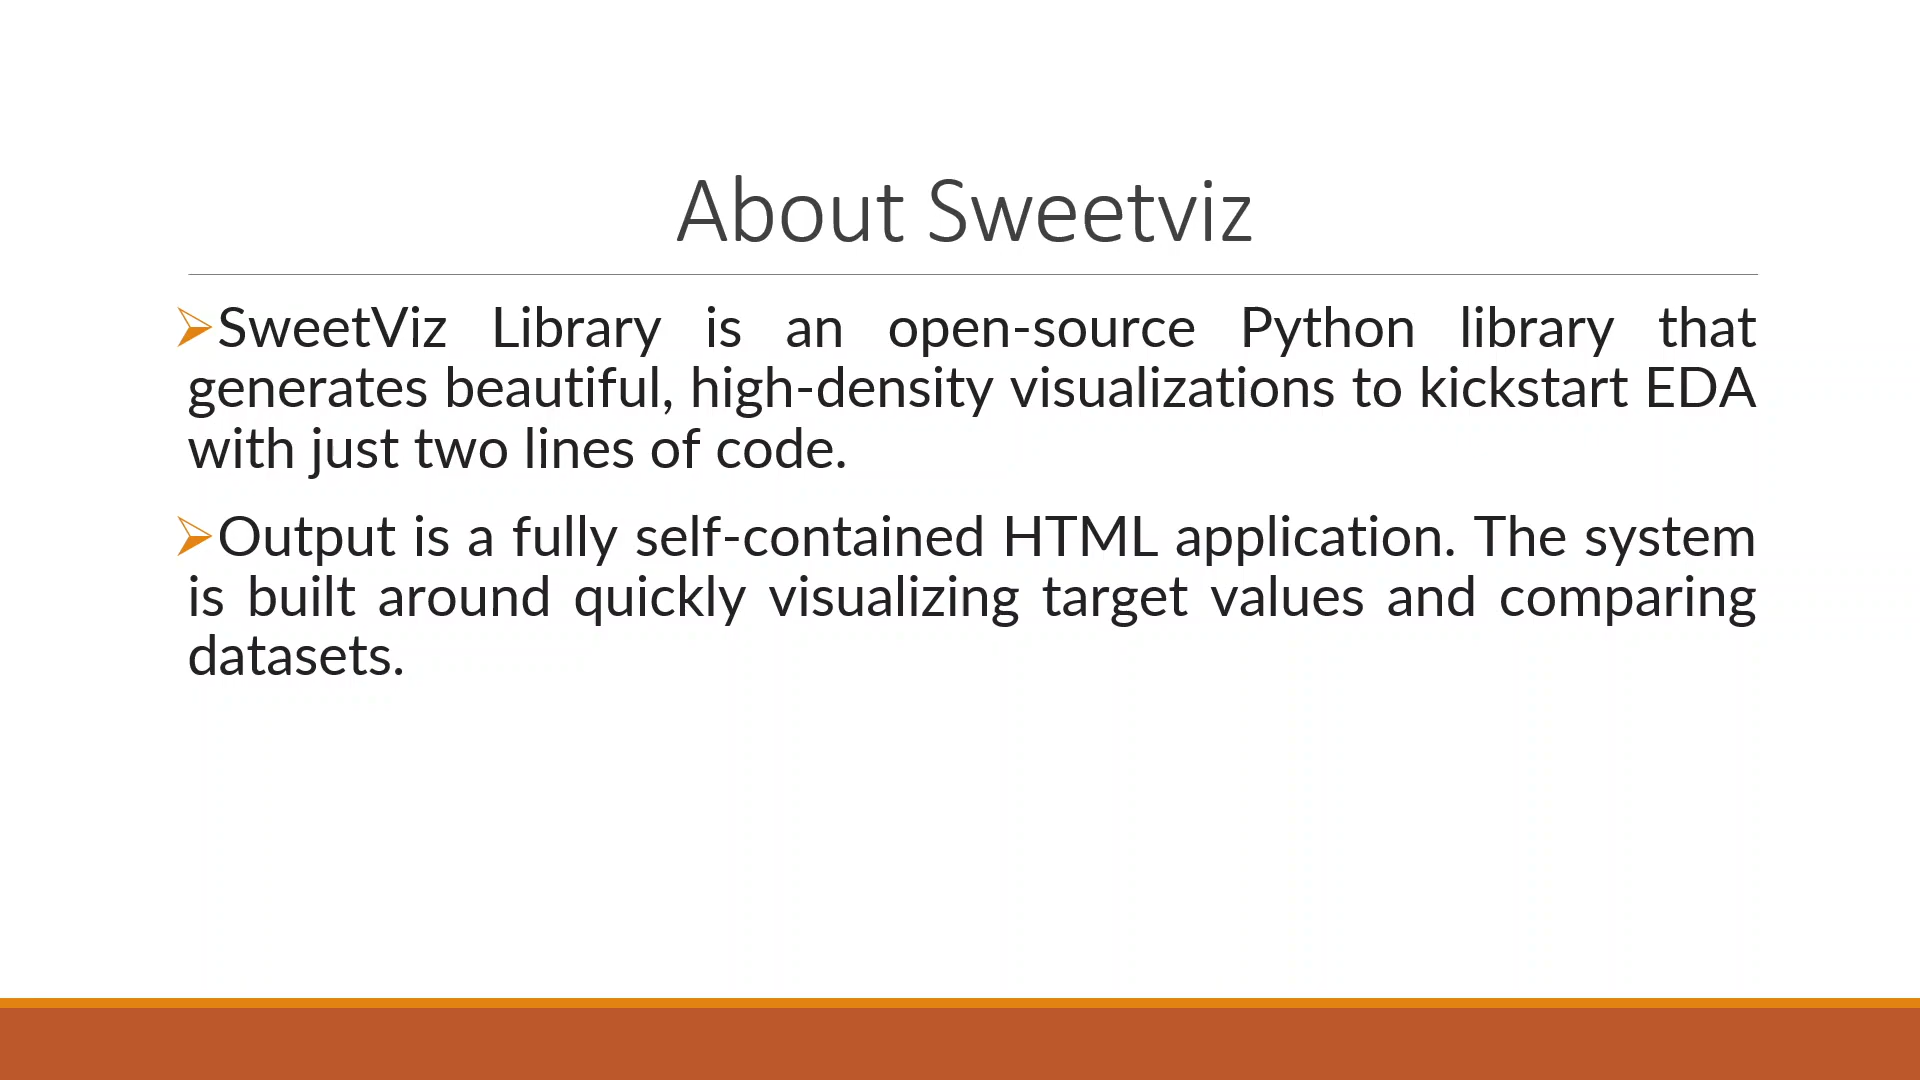 About Sweetviz
➢SweetViz Library is an open-source Python library that
generates beautiful, high-density visualizations to kickstart EDA
with just two lines of code.
➢Output is a fully self-contained HTML application. The system
is built around quickly visualizing target values and comparing
datasets.